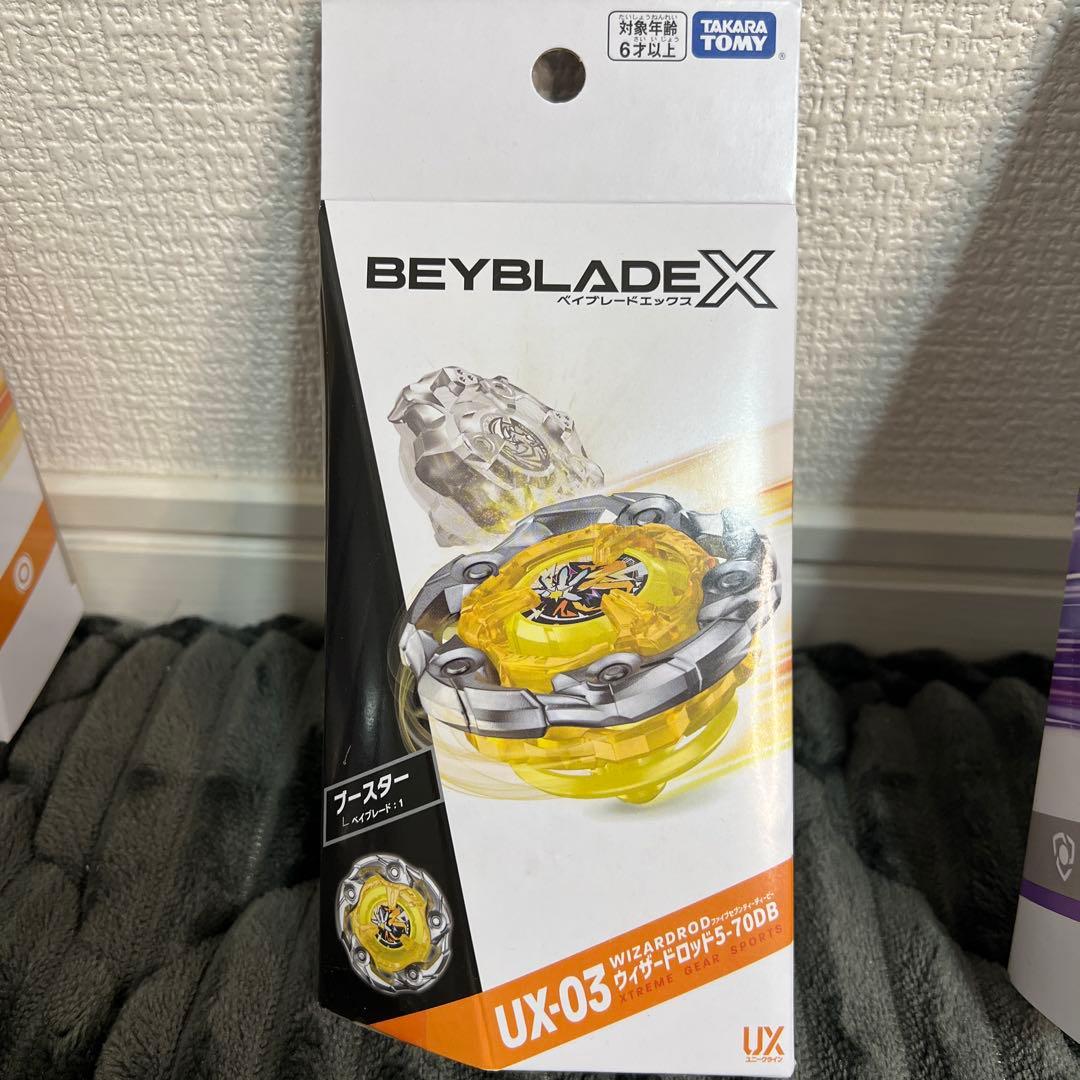 たいしょうねんれい
対象年齢
さい いじょう
6才以上
TAKARA
TOMY
®
BEYBLADE X
ベイブレードエックス
ブースター
ベイブレード:1
WIZARDROD ファイブセブンティーディービー
UX-03 ウィザードロッド5-70DB
XTREME GEAR SPORTS
UX
ユニークライン